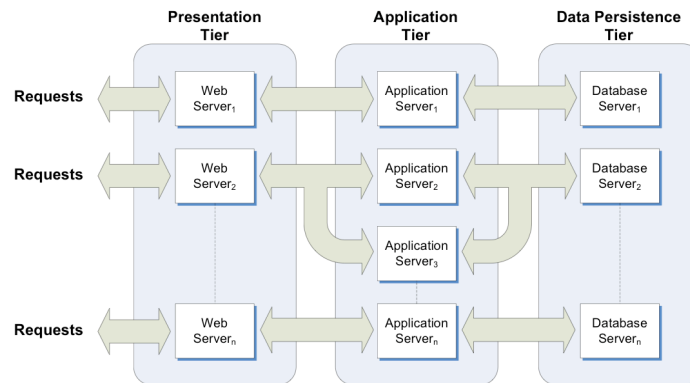 Presentation
Tier
Application
Tier
Data Persistence
Tier
Requests
Web
Server₁
Application
Server₁
Database
Server₁
Requests
Web
Server₂
Application
Server₂
Database
Server₂
Application
Server₃
Requests
Web
Serverₙ
Application
Serverₙ
Database
Serverₙ